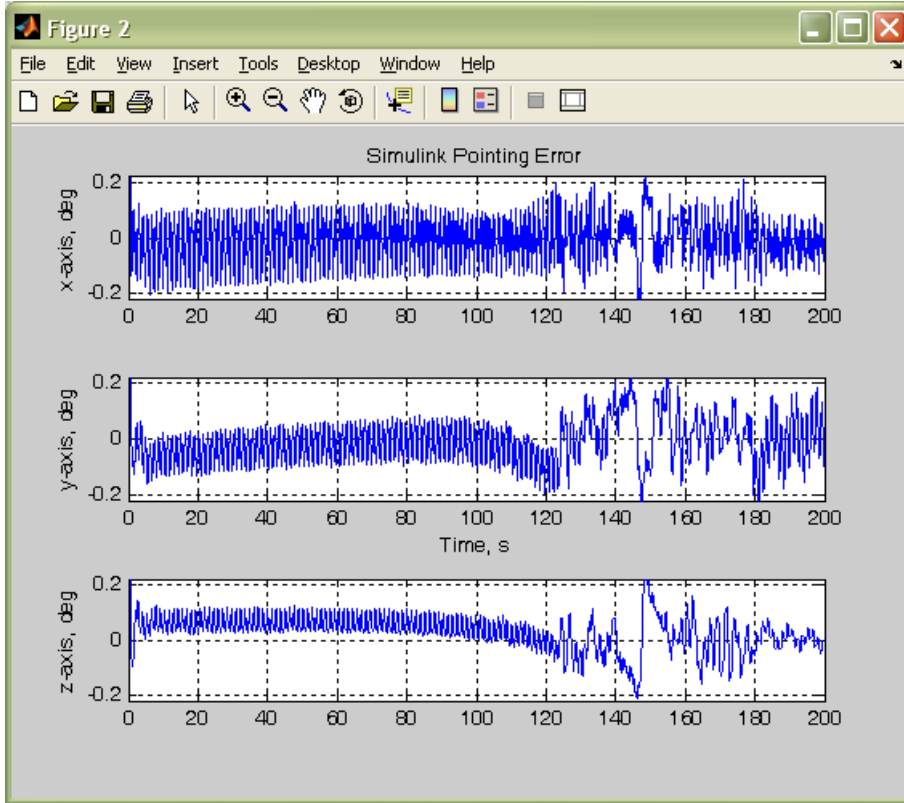 Figure 2
File Edit View Insert Tools Desktop Window Help
Simulink Pointing Error
0.2
0
-0.2
x-axis, deg
0 20 40 60 80 100 120 140 160 180 200
0.2
0
-0.2
y-axis, deg
0 20 40 60 80 100 120 140 160 180 200
Time, s
0.2
0
-0.2
z-axis, deg
0 20 40 60 80 100 120 140 160 180 200